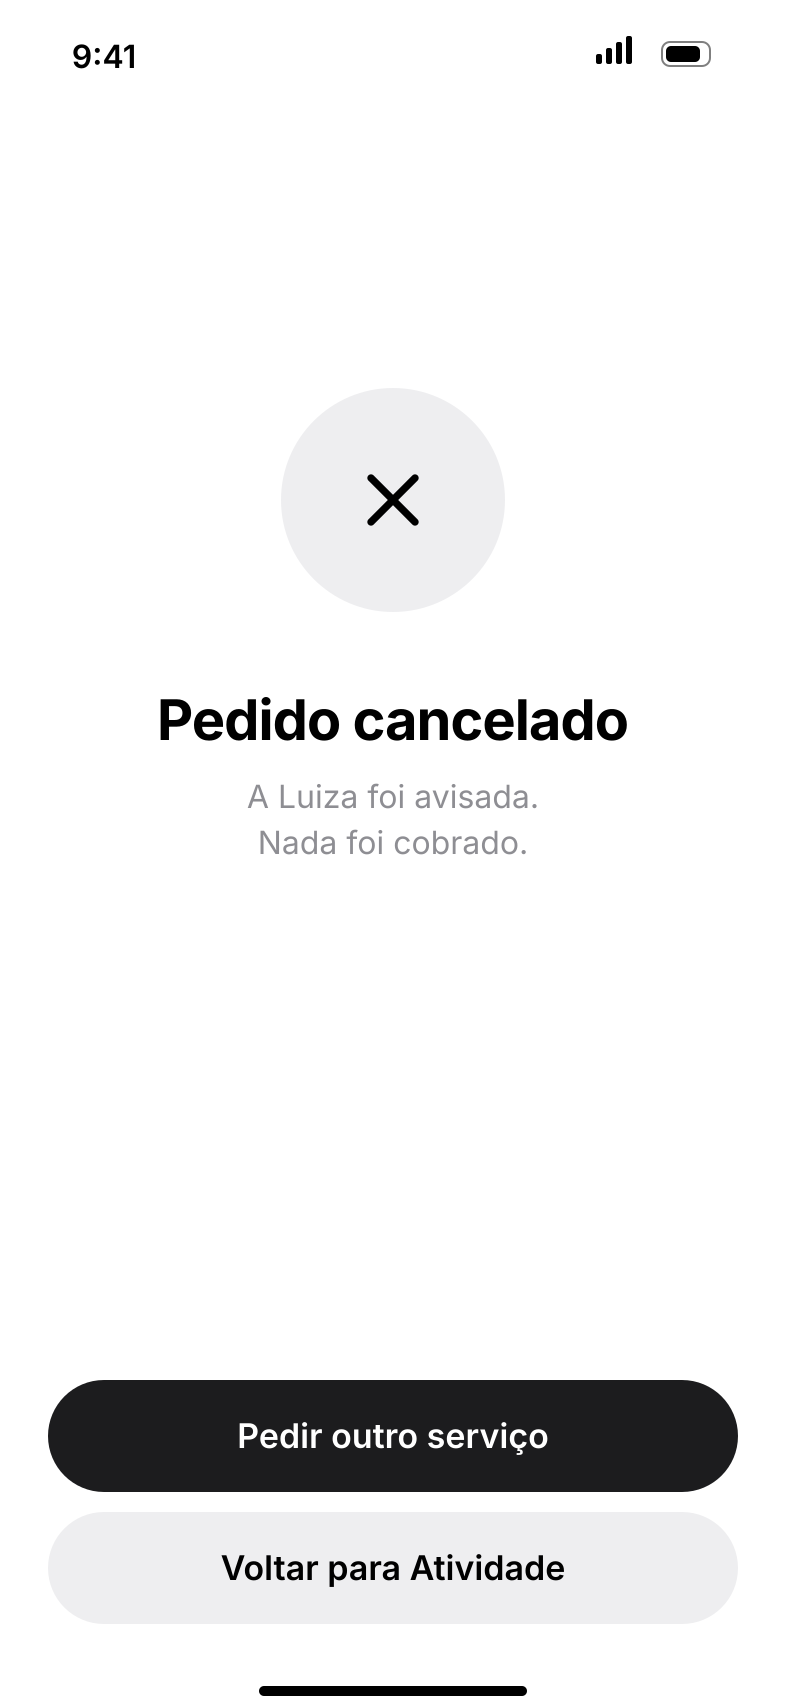 9:41
Pedido cancelado
A Luiza foi avisada.
Nada foi cobrado.
Pedir outro serviço
Voltar para Atividade